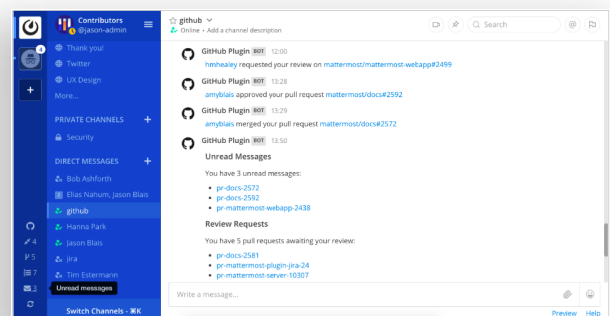 Contributors
@jason-admin
4
Thank you!
Twitter
UX Design
More...
PRIVATE CHANNELS +
Security
DIRECT MESSAGES +
Bob Ashforth
Elias Nahum, Jason Blais
github
Hanna Park
Jason Blais
jira
Tim Estermann
4
5
7
3
Unread messages
Switch Channels - ⌘K
github
Online • Add a channel description
Search
GitHub Plugin BOT 12:00
hmhealey requested your review on mattermost/mattermost-webapp#2499
GitHub Plugin BOT 13:28
amyblais approved your pull request mattermost/docs#2592
GitHub Plugin BOT 13:29
amyblais merged your pull request mattermost/docs#2572
GitHub Plugin BOT 13:50
Unread Messages
You have 3 unread messages:
• pr-docs-2572
• pr-docs-2592
• pr-mattermost-webapp-2438
Review Requests
You have 5 pull requests awaiting your review:
• pr-docs-2581
• pr-mattermost-plugin-jira-24
• pr-mattermost-server-10307
Write a message...
Preview Help